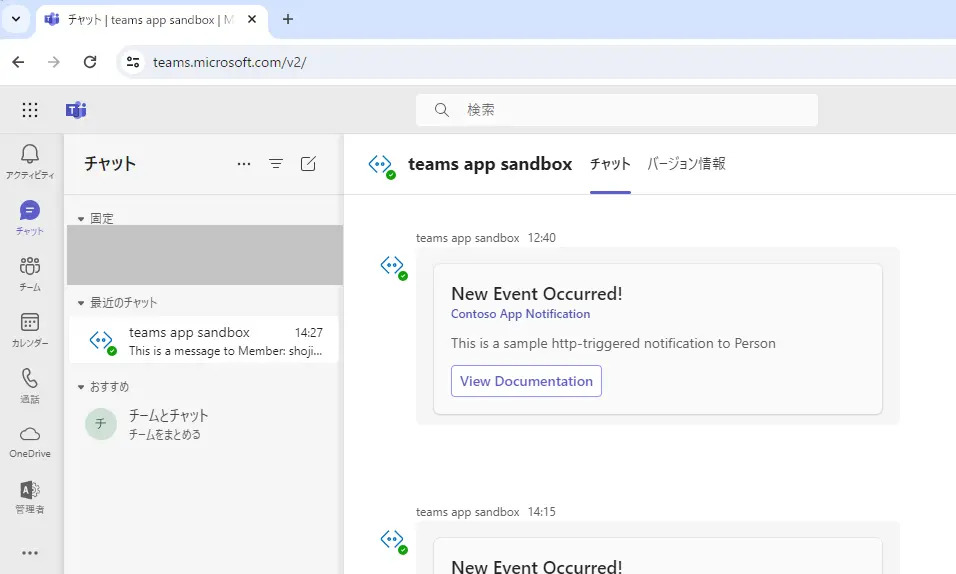 チャット | teams app sandbox | M
teams.microsoft.com/v2/
検索
アクティビティ
チャット
チーム
カレンダー
通話
OneDrive
管理者
チャット
固定
最近のチャット
teams app sandbox 14:27
This is a message to Member: shoji...
おすすめ
チ
チームとチャット
チームをまとめる
teams app sandbox チャット バージョン情報
teams app sandbox 12:40
New Event Occurred!
Contoso App Notification
This is a sample http-triggered notification to Person
View Documentation
teams app sandbox 14:15
New Event Occurred!